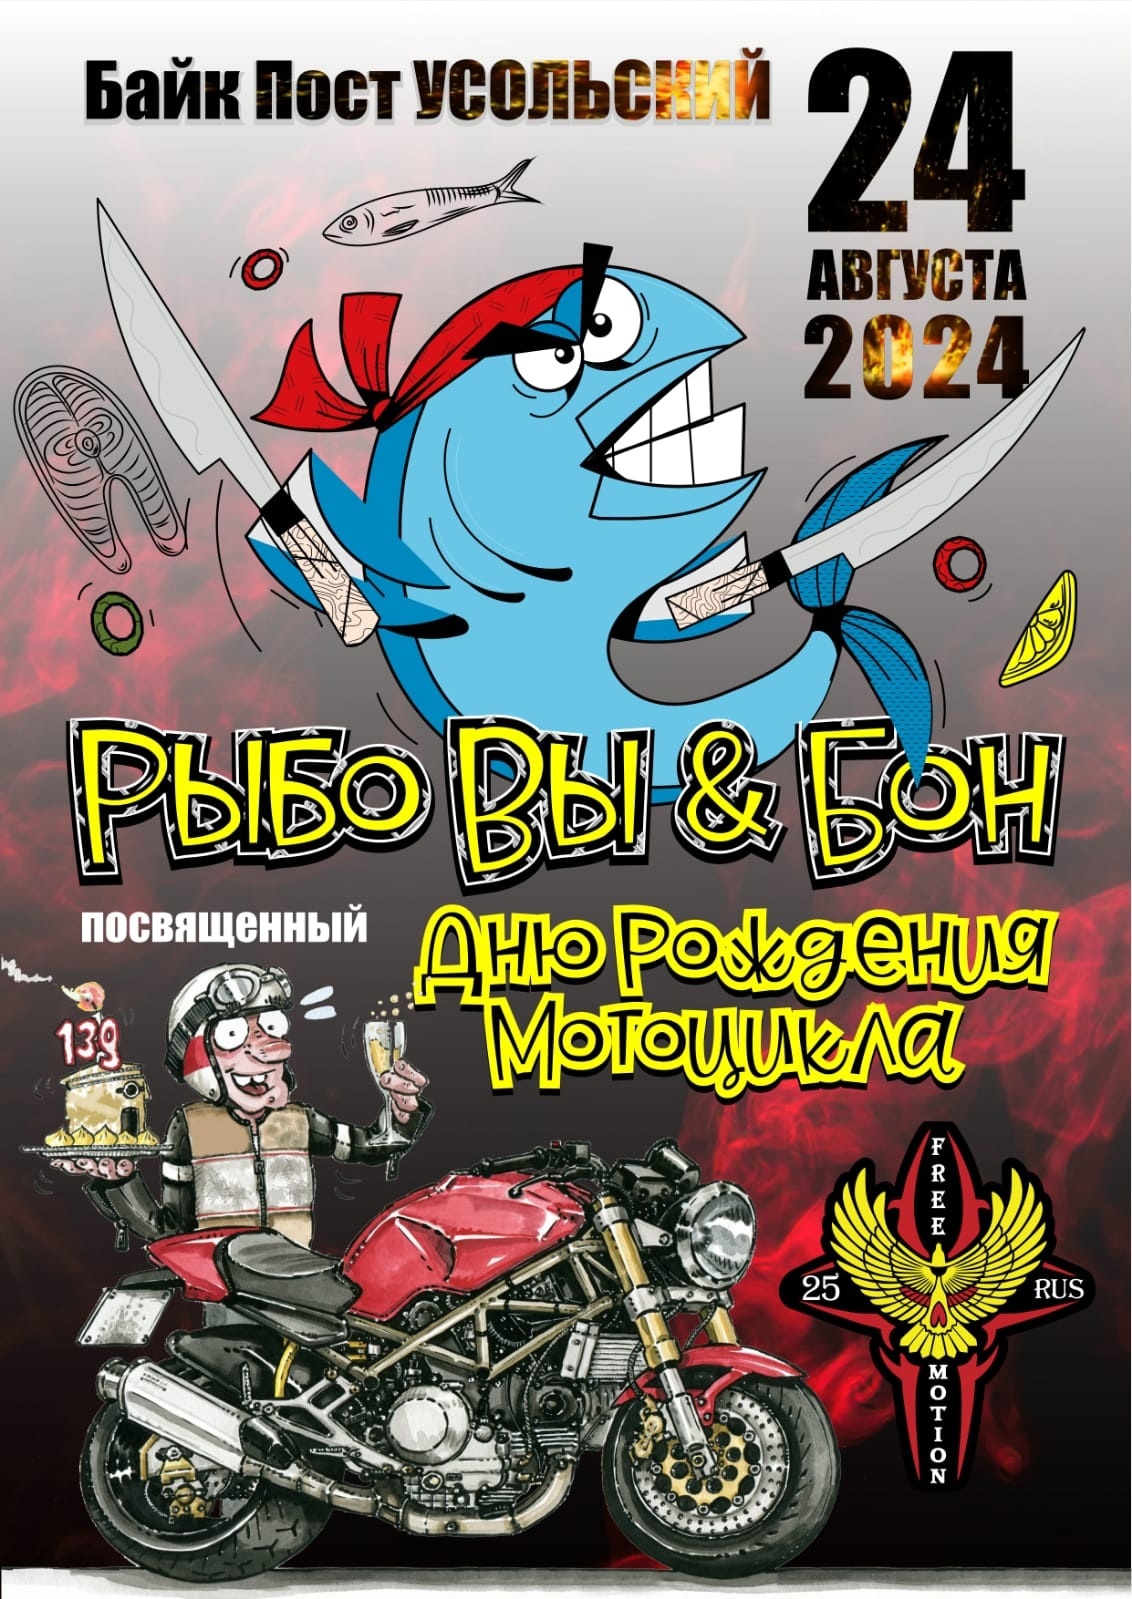 Байк Пост УСОЛЬСКИЙ
24
АВГУСТА
2024
РЫБО ВЫ & БОН
посвященный
Дню Рождения
Мотоцикла
139
FREE
25 RUS
MOTION